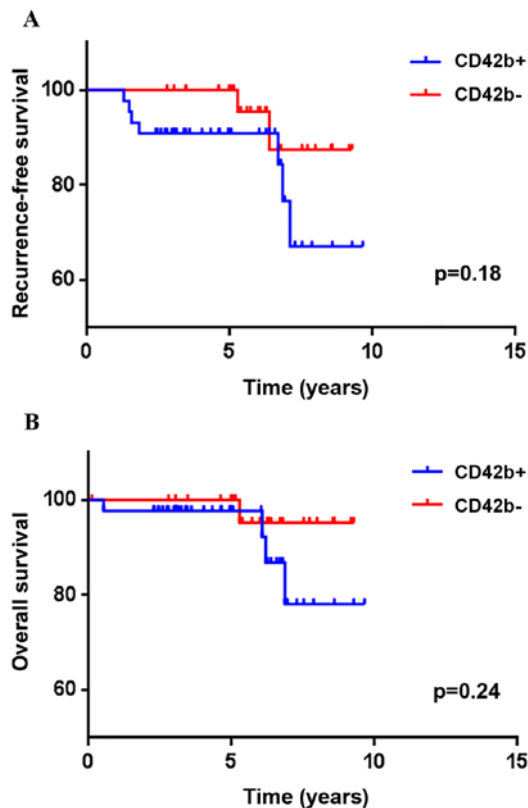 A
CD42b+
CD42b-
Recurrence-free survival
100
80
60
p=0.18
0
5
10
15
Time (years)
B
CD42b+
CD42b-
Overall survival
100
80
60
p=0.24
0
5
10
15
Time (years)